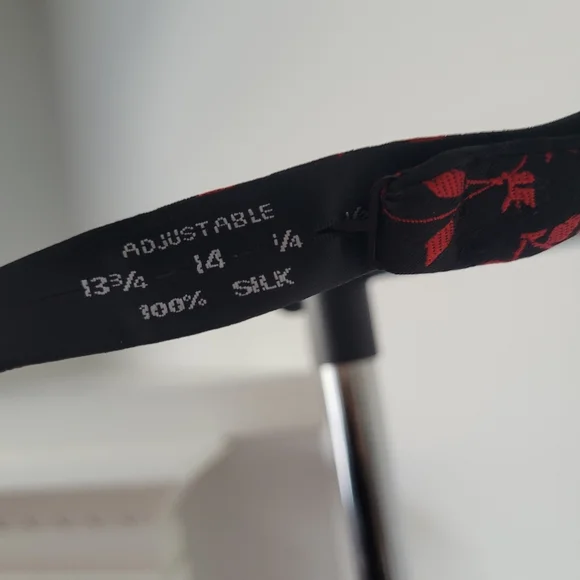 ADJUSTABLE
13¾ 14 ¼
100% SILK